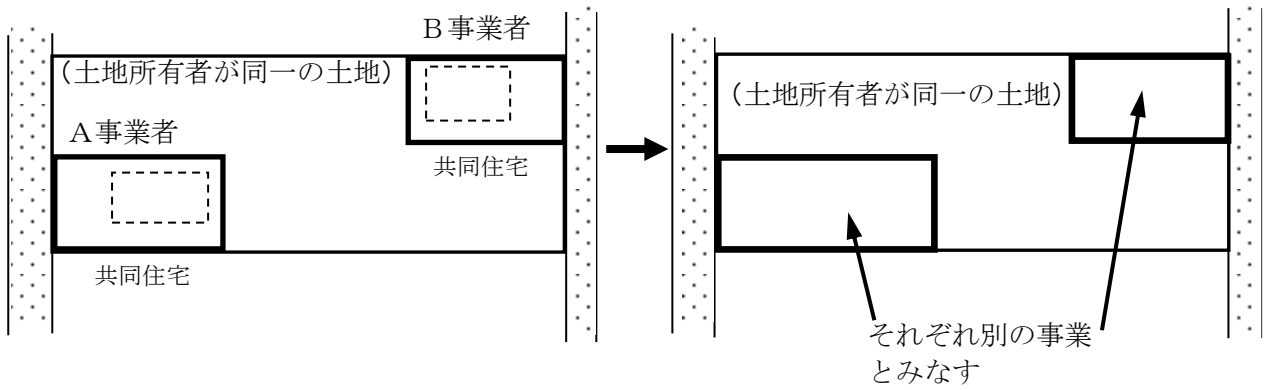 Ｂ事業者
（土地所有者が同一の土地）
Ａ事業者
共同住宅
共同住宅
（土地所有者が同一の土地）
それぞれ別の事業
とみなす